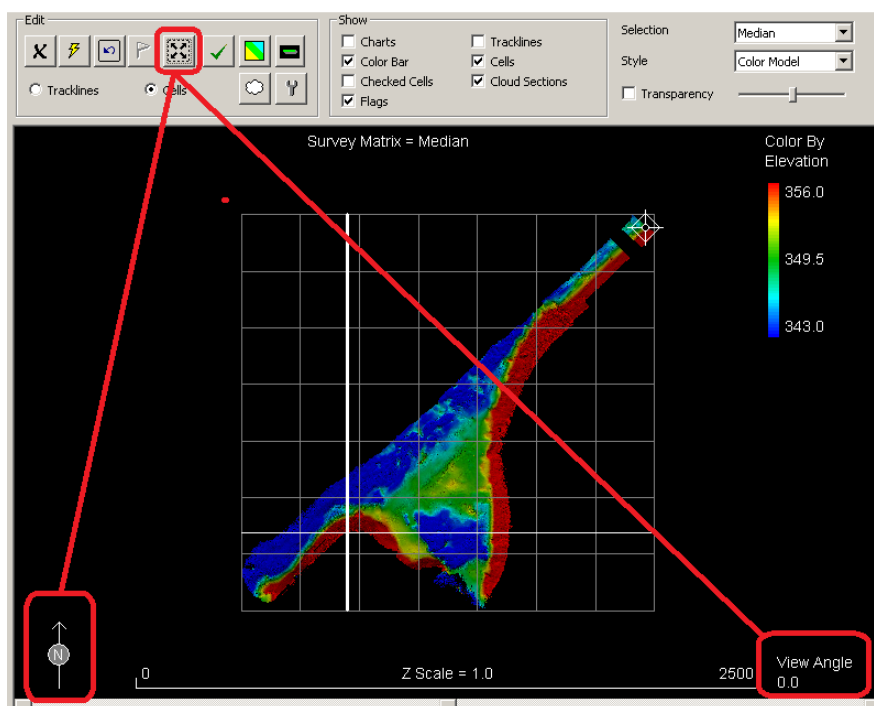 Edit
Tracklines
Cells
Show
Charts
Tracklines
Color Bar
Cells
Checked Cells
Cloud Sections
Flags
Selection
Median
Style
Color Model
Transparency
Survey Matrix = Median
Color By
Elevation
356.0
349.5
343.0
N
0
Z Scale = 1.0
2500
View Angle
0.0